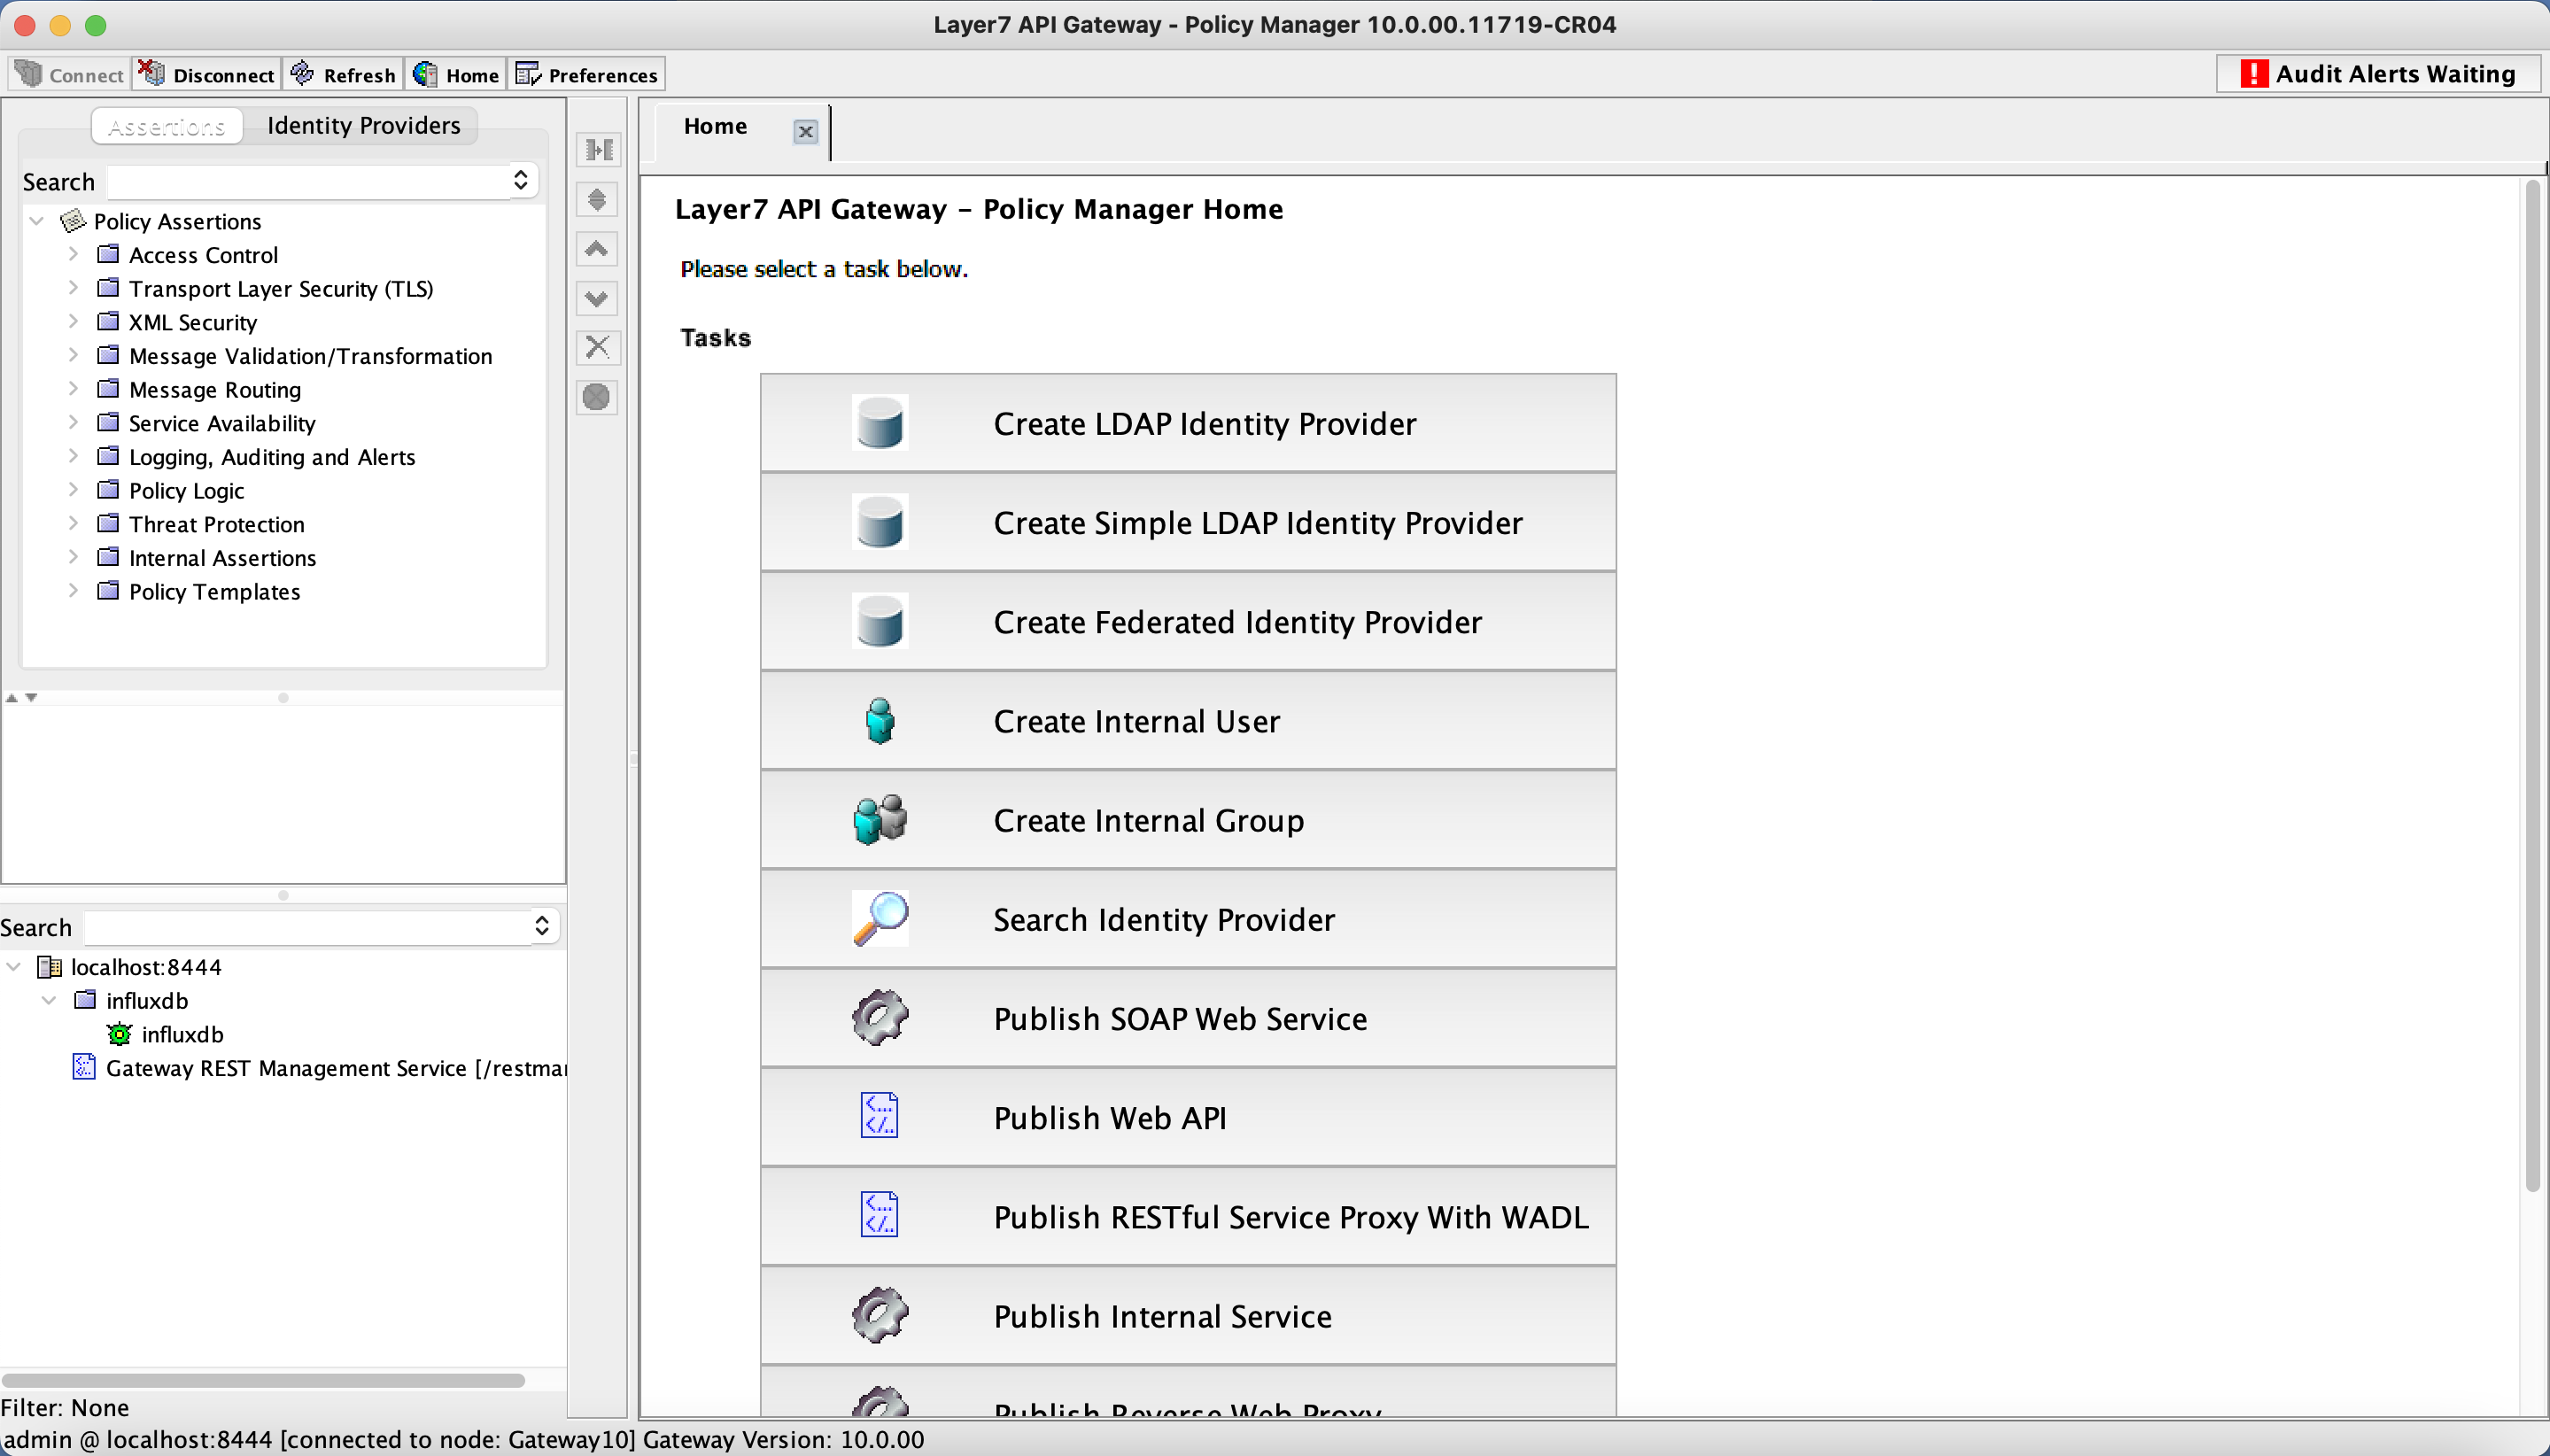 Layer7 API Gateway - Policy Manager 10.0.00.11719-CR04
Connect
Disconnect
Refresh
Home
Preferences
Audit Alerts Waiting
Assertions
Identity Providers
Search
Policy Assertions
Access Control
Transport Layer Security (TLS)
XML Security
Message Validation/Transformation
Message Routing
Service Availability
Logging, Auditing and Alerts
Policy Logic
Threat Protection
Internal Assertions
Policy Templates
Search
localhost:8444
influxdb
influxdb
Gateway REST Management Service [/restman
Filter: None
Home
Layer7 API Gateway – Policy Manager Home
Please select a task below.
Tasks
Create LDAP Identity Provider
Create Simple LDAP Identity Provider
Create Federated Identity Provider
Create Internal User
Create Internal Group
Search Identity Provider
Publish SOAP Web Service
Publish Web API
Publish RESTful Service Proxy With WADL
Publish Internal Service
Publish Reverse Web Proxy
admin @ localhost:8444 [connected to node: Gateway10] Gateway Version: 10.0.00